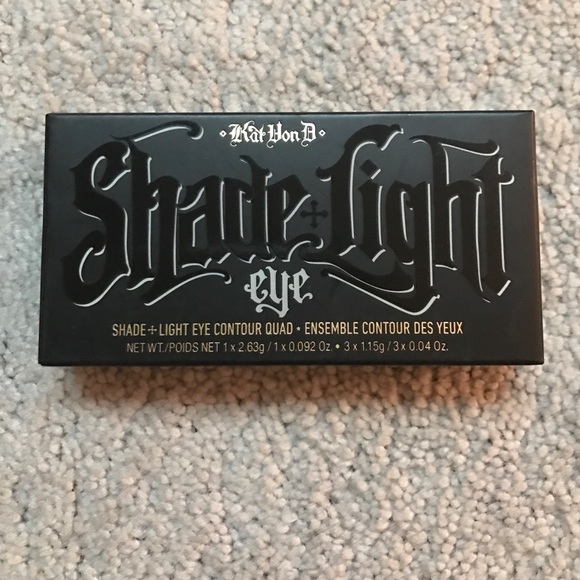 Kat Von D
Shade + Light
eye
SHADE + LIGHT EYE CONTOUR QUAD • ENSEMBLE CONTOUR DES YEUX
NET WT./POIDS NET 1 x 2.63g / 1 x 0.092 Oz. • 3 x 1.15g / 3 x 0.04 Oz.